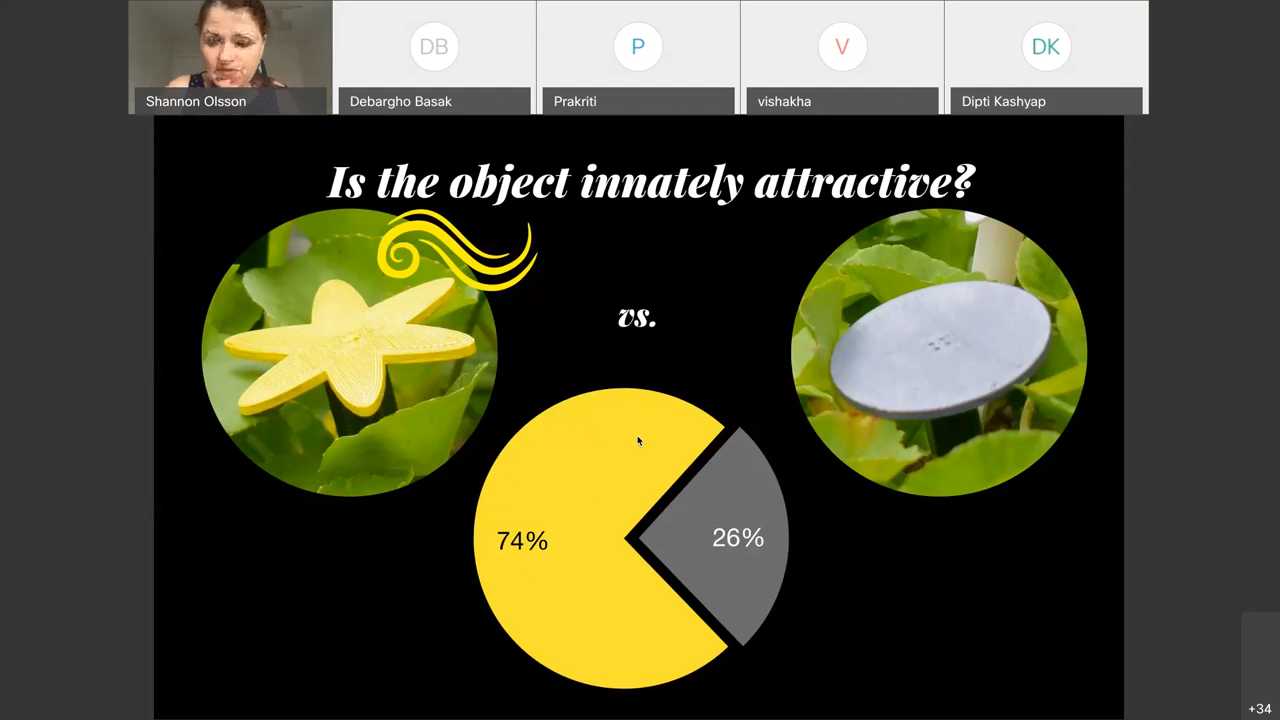 DB
P
V
DK
Shannon Olsson
Debargho Basak
Prakriti
vishakha
Dipti Kashyap
Is the object innately attractive?
vs.
74%
26%
+34